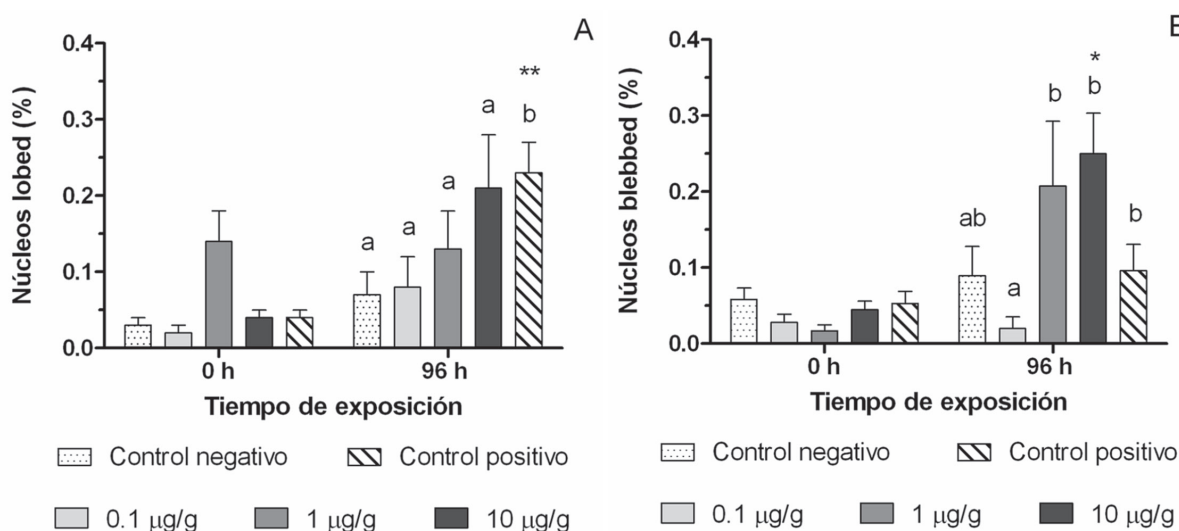 A
Núcleos lobed (%)
0.4
0.3
0.2
0.1
0.0
a
a
a
a
**
b
0 h
96 h
Tiempo de exposición
Control negativo
Control positivo
0.1 µg/g
1 µg/g
10 µg/g
Núcleos blebbed (%)
0.4
0.3
0.2
0.1
0.0
ab
a
b
*
b
b
0 h
96 h
Tiempo de exposición
Control negativo
Control positivo
0.1 µg/g
1 µg/g
10 µg/g